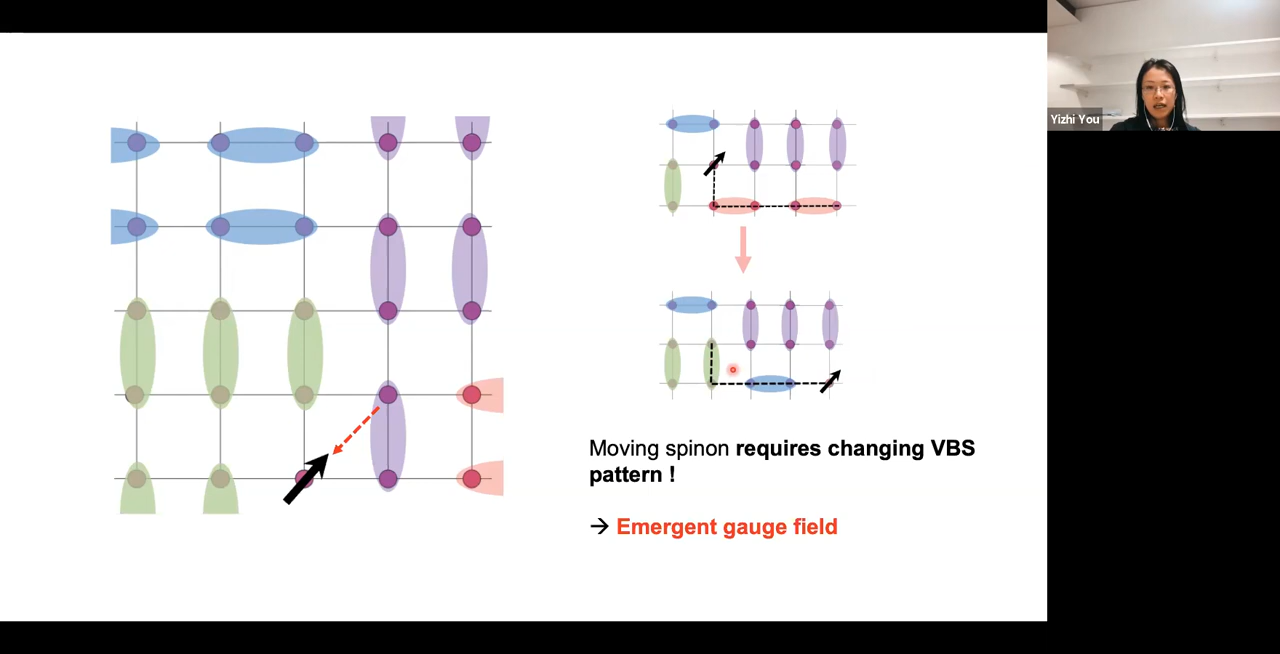 Yizhi You
Moving spinon requires changing VBS
pattern !
→ Emergent gauge field